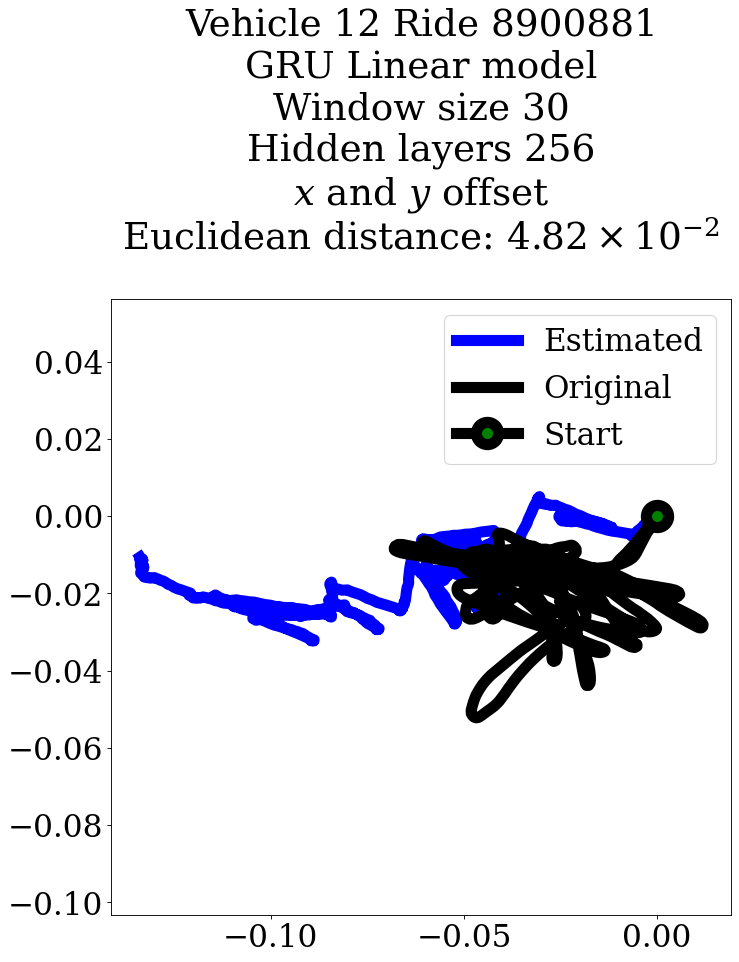 Vehicle 12 Ride 8900881
GRU Linear model
Window size 30
Hidden layers 256
x and y offset
Euclidean distance: 4.82 × 10⁻²
Estimated
Original
Start
0.04
0.02
0.00
−0.02
−0.04
−0.06
−0.08
−0.10
−0.10 −0.05 0.00